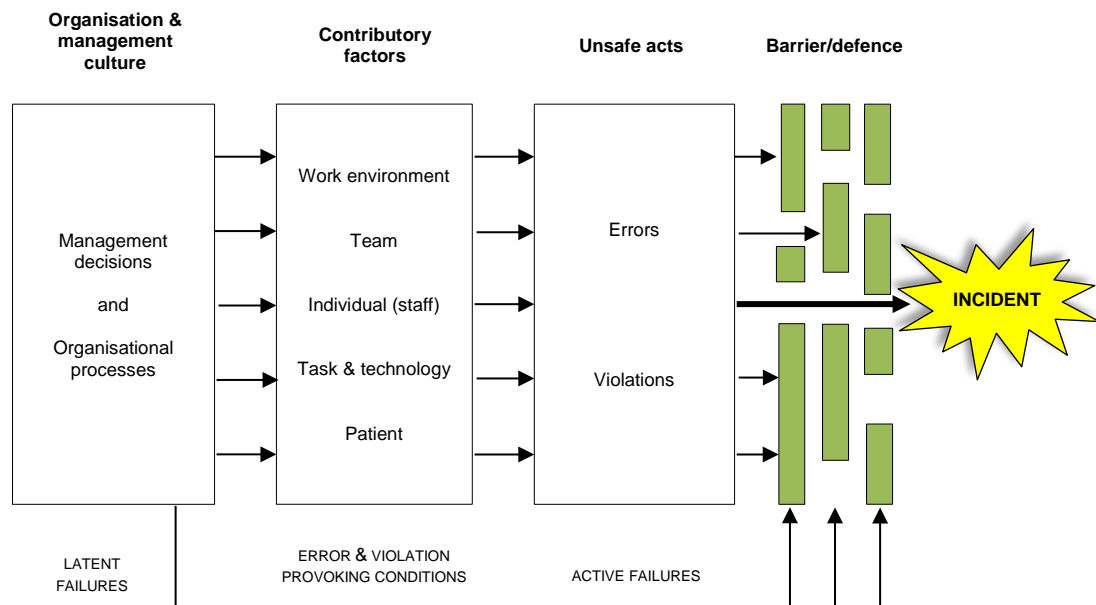 Organisation &
management
culture
Contributory
factors
Unsafe acts
Barrier/defence
Management
decisions
and
Organisational
processes
Work environment
Team
Individual (staff)
Task & technology
Patient
Errors
Violations
INCIDENT
LATENT
FAILURES
ERROR & VIOLATION
PROVOKING CONDITIONS
ACTIVE FAILURES